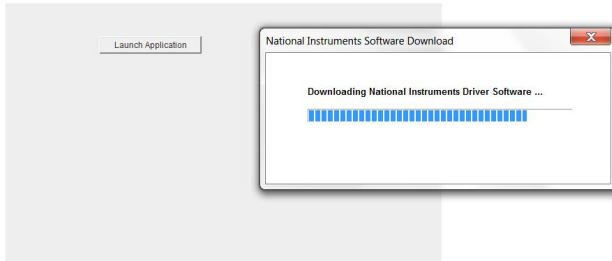 Launch Application
National Instruments Software Download
X
Downloading National Instruments Driver Software ...